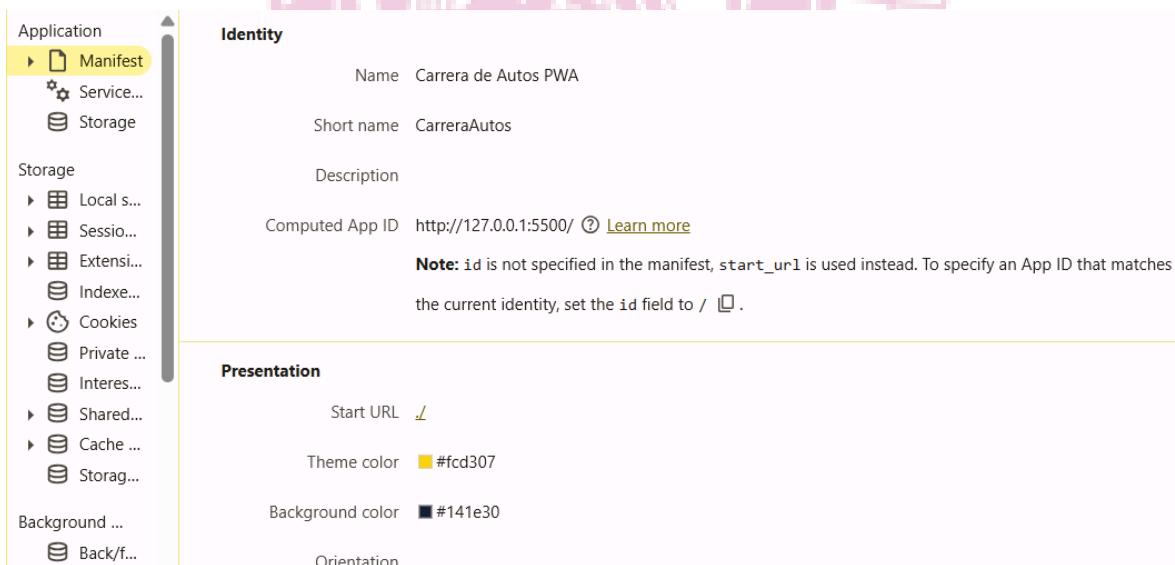 Application
Manifest
Service...
Storage
Storage
Local s...
Sessio...
Extensi...
Indexe...
Cookies
Private ...
Interes...
Shared...
Cache ...
Storag...
Background ...
Back/f...
Identity
Name Carrera de Autos PWA
Short name CarreraAutos
Description
Computed App ID http://127.0.0.1:5500/ Learn more
Note: id is not specified in the manifest, start_url is used instead. To specify an App ID that matches
the current identity, set the id field to / .
Presentation
Start URL ./
Theme color #fcd307
Background color #141e30
Orientation